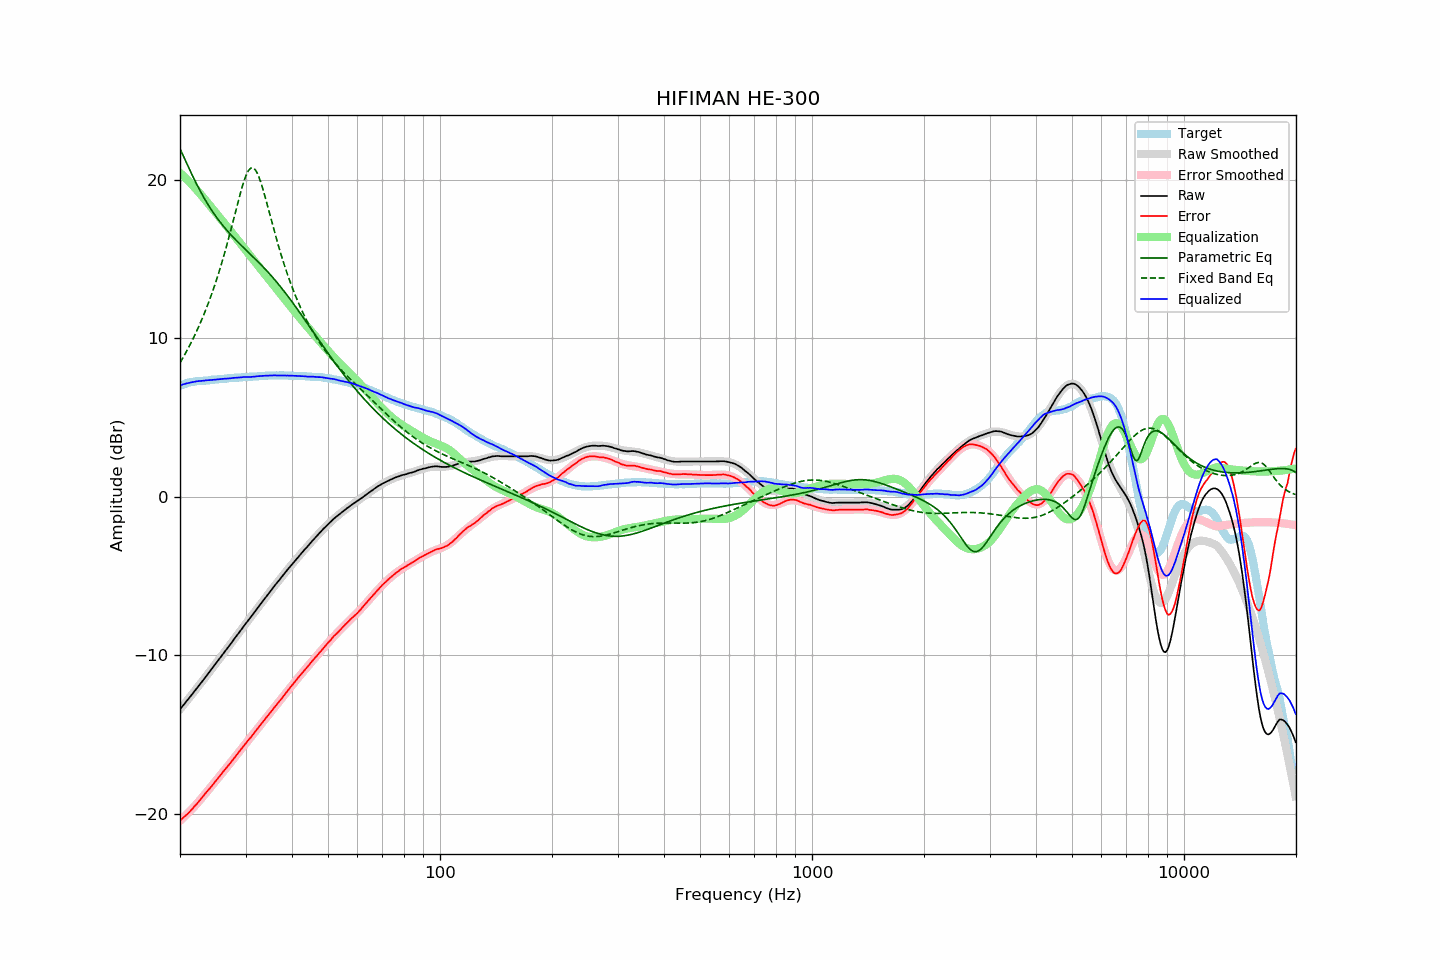 HIFIMAN HE-300
Target
Raw Smoothed
Error Smoothed
Raw
Error
Equalization
Parametric Eq
Fixed Band Eq
Equalized
20
10
0
−10
−20
Amplitude (dBr)
100
1000
10000
Frequency (Hz)